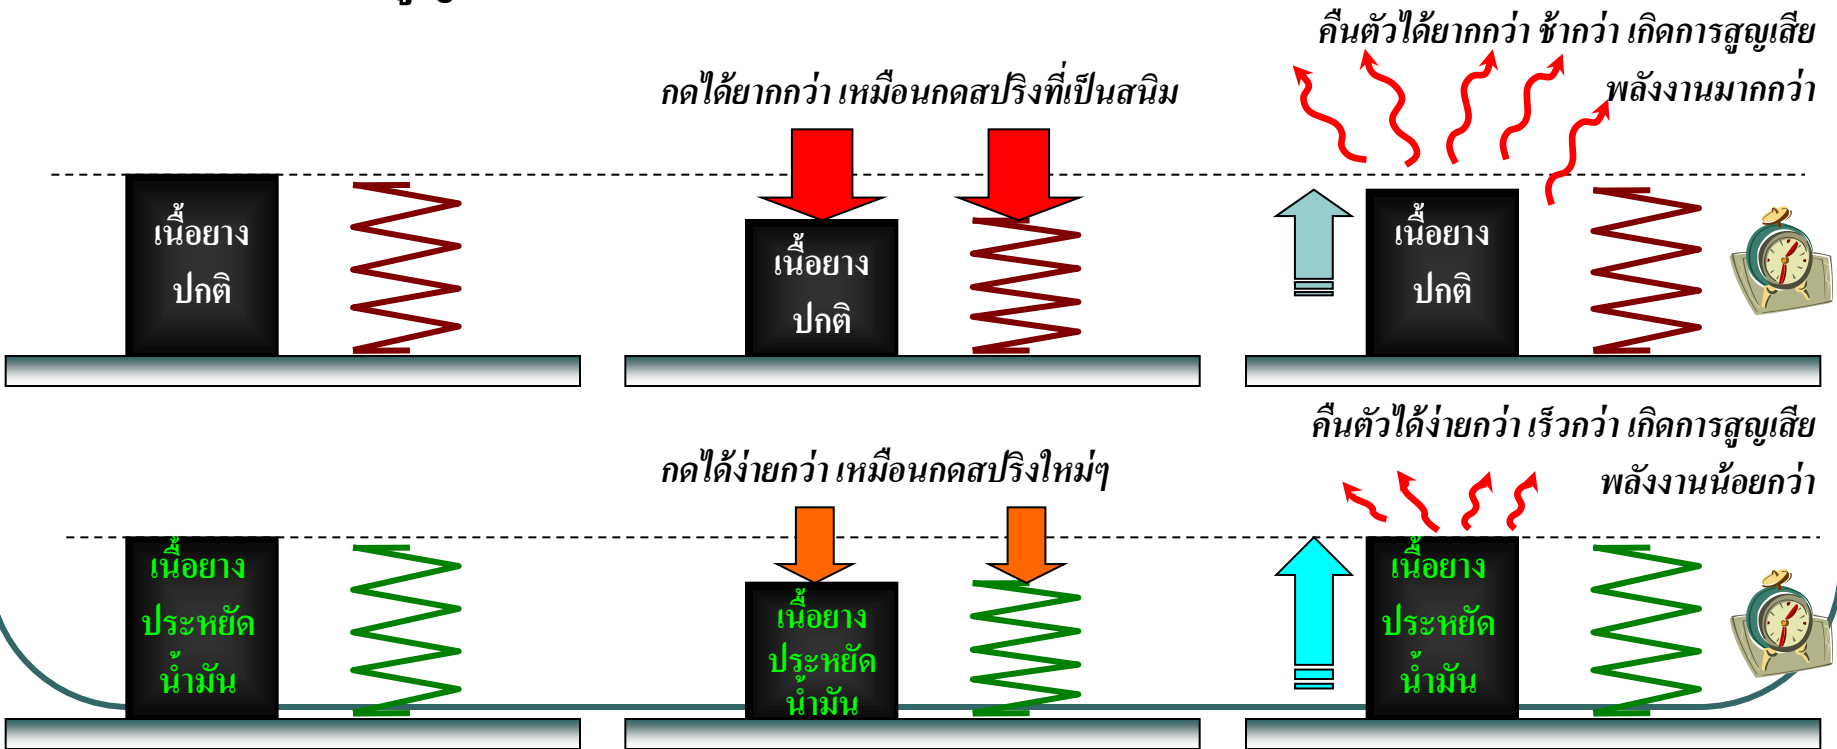 คืนตัวได้ยากกว่า ช้ากว่า เกิดการสูญเสีย
พลังงานมากกว่า
กดได้ยากกว่า เหมือนกดสปริงที่เป็นสนิม
เนื้อยาง
ปกติ
เนื้อยาง
ปกติ
เนื้อยาง
ปกติ
คืนตัวได้ง่ายกว่า เร็วกว่า เกิดการสูญเสีย
พลังงานน้อยกว่า
กดได้ง่ายกว่า เหมือนกดสปริงใหม่ๆ
เนื้อยาง
ประหยัด
น้ำมัน
เนื้อยาง
ประหยัด
น้ำมัน
เนื้อยาง
ประหยัด
น้ำมัน